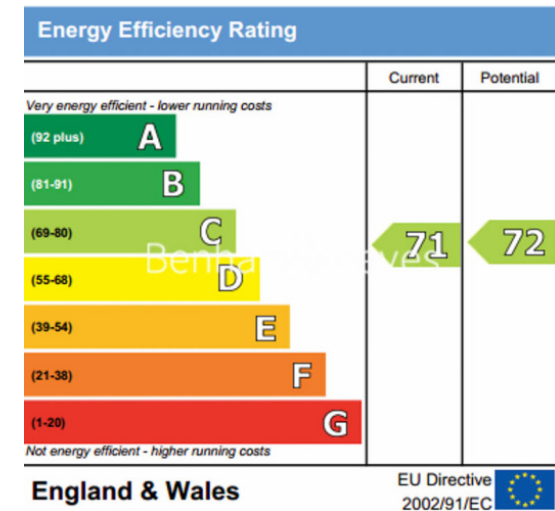 Energy Efficiency Rating
Current Potential
Very energy efficient - lower running costs
(92 plus) A
(81-91) B
(69-80) C 71 72
(55-68) D
(39-54) E
(21-38) F
(1-20) G
Not energy efficient - higher running costs
England & Wales
EU Directive
2002/91/EC